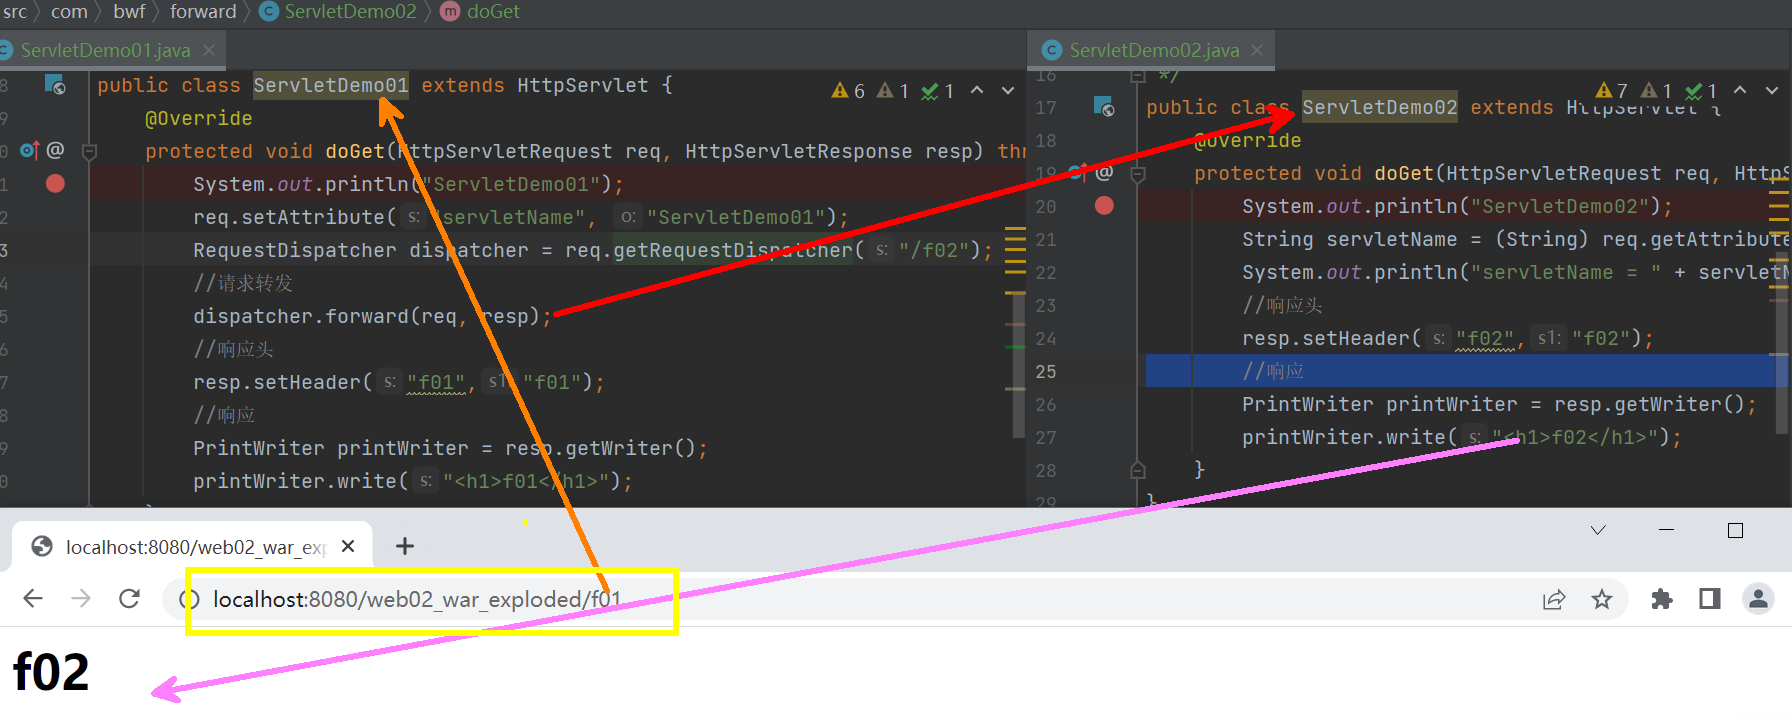 src com bwf forward ServletDemo02 doGet
ServletDemo01.java
8 public class ServletDemo01 extends HttpServlet {
6 1 1
9 @Override
0 @ protected void doGet(HttpServletRequest req, HttpServletResponse resp) thr
1 System.out.println("ServletDemo01");
2 req.setAttribute( s: "servletName", o: "ServletDemo01");
3 RequestDispatcher dispatcher = req.getRequestDispatcher( s: "/f02");
4 //请求转发
5 dispatcher.forward(req, resp);
6 //响应头
7 resp.setHeader( s: "f01", s1: "f01");
8 //响应
9 PrintWriter printWriter = resp.getWriter();
0 printWriter.write( s: "<h1>f01</h1>");
ServletDemo02.java
16 */
7 1 1
17 public class ServletDemo02 extends HttpServlet {
18 @Override
19 @ protected void doGet(HttpServletRequest req, HttpS
20 System.out.println("ServletDemo02");
21 String servletName = (String) req.getAttribute
22 System.out.println("servletName = " + servletN
23 //响应头
24 resp.setHeader( s: "f02", s1: "f02");
25 //响应
26 PrintWriter printWriter = resp.getWriter();
27 printWriter.write( s: "<h1>f02</h1>");
28 }
29 }
localhost:8080/web02_war_exp
localhost:8080/web02_war_exploded/f01
f02